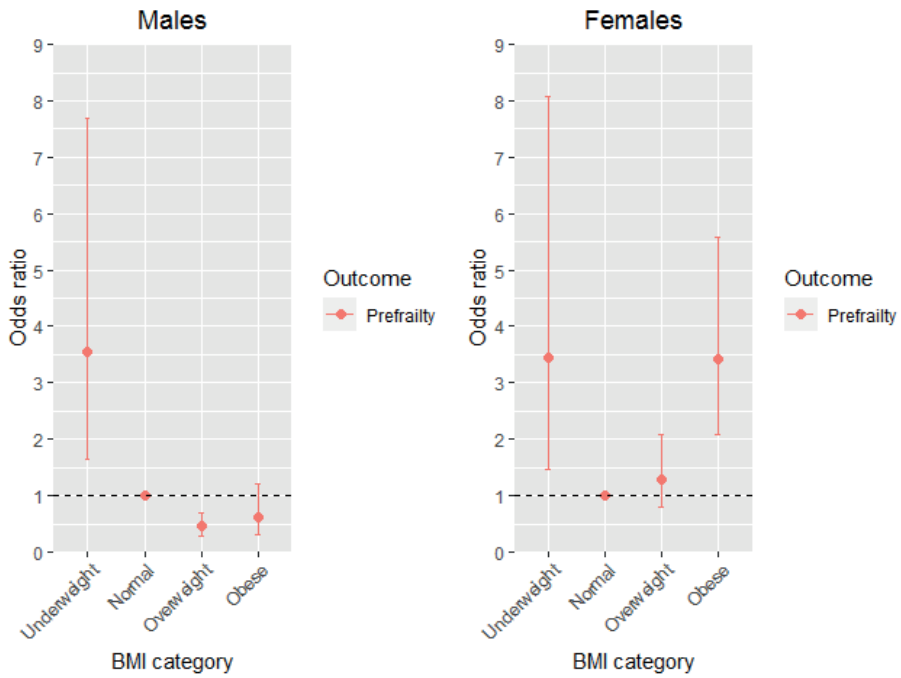 Males
9
8
7
6
5
4
3
2
1
0
Odds ratio
Underweight
Normal
Overweight
Obese
BMI category
Outcome
Prefrailty
Females
9
8
7
6
5
4
3
2
1
0
Odds ratio
Underweight
Normal
Overweight
Obese
BMI category
Outcome
Prefrailty